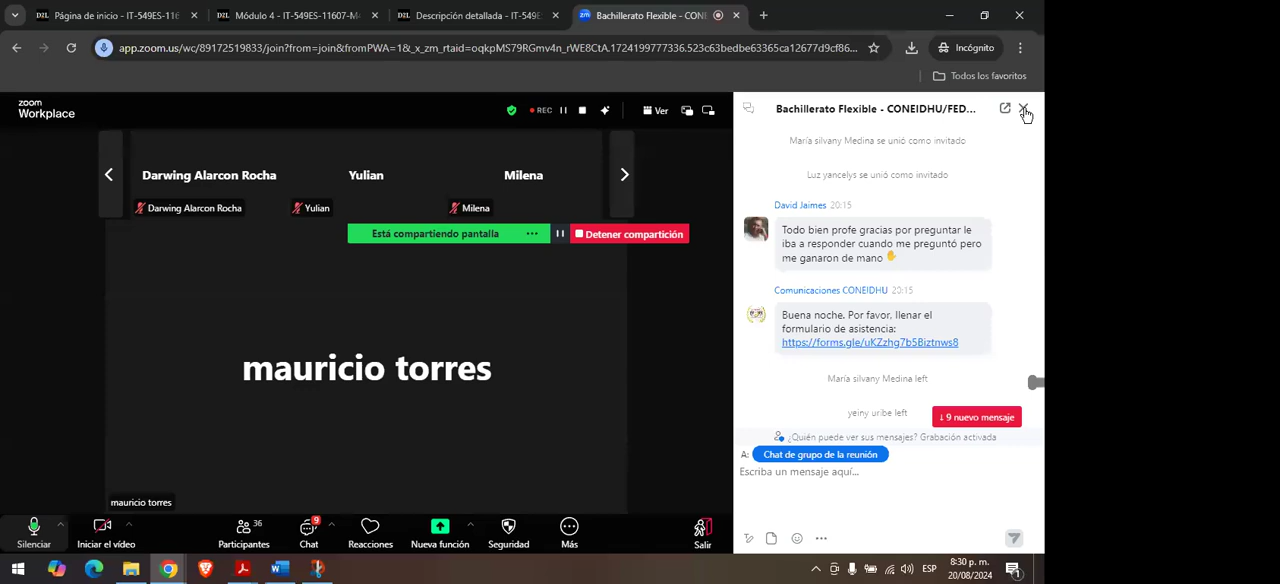 Página de inicio - IT-549ES-116
Módulo 4 - IT-549ES-11607-M
Descripción detallada - IT-549ES
Bachillerato Flexible - CONI
app.zoom.us/wc/89172519833/join?from=join&fromPWA=1&_x_zm_rtaid=oqkpMS79RGmv4n_rWE8CtA.1724199777336.523c63bedbe63365ca12677d9cf86...
Incógnito
Todos los favoritos
zoom
Workplace
REC
Ver
Bachillerato Flexible - CONEIDHU/FED...
María silvany Medina se unió como invitado
Luz yancelys se unió como invitado
Darwing Alarcon Rocha
Yulian
Milena
Darwing Alarcon Rocha
Yulian
Milena
Está compartiendo pantalla
Detener compartición
David Jaimes 20:15
Todo bien profe gracias por preguntar le
iba a responder cuando me preguntó pero
me ganaron de mano
Comunicaciones CONEIDHU 20:15
Buena noche. Por favor, llenar el
formulario de asistencia:
https://forms.gle/uKZzhg7b5Biztnws8
María silvany Medina left
yeiny uribe left
↓ 9 nuevo mensaje
¿Quién puede ver sus mensajes? Grabación activada
A: Chat de grupo de la reunión
Escriba un mensaje aquí...
mauricio torres
mauricio torres
Silenciar
Iniciar el vídeo
36
Participantes
9
Chat
Reacciones
Nueva función
Seguridad
Más
Salir
ESP
8:30 p. m.
20/08/2024
1